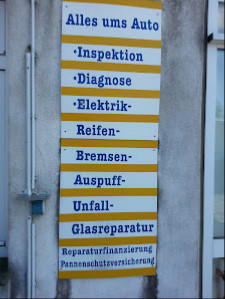 Alles ums Auto
•Inspektion
•Diagnose
•Elektrik-
Reifen-
Bremsen-
Auspuff-
Unfall-
Glasreparatur
Reparaturfinanzierung
Pannenschutzversicherung